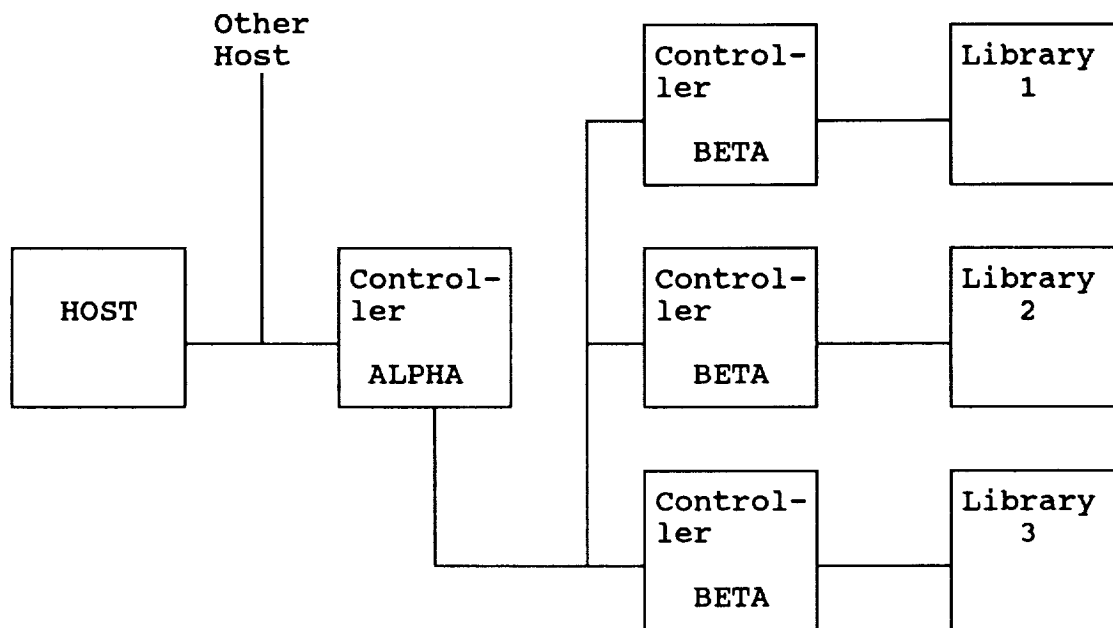 Other
Host
Control-
ler
BETA
Library
1
HOST
Control-
ler
ALPHA
Control-
ler
BETA
Library
2
Control-
ler
BETA
Library
3